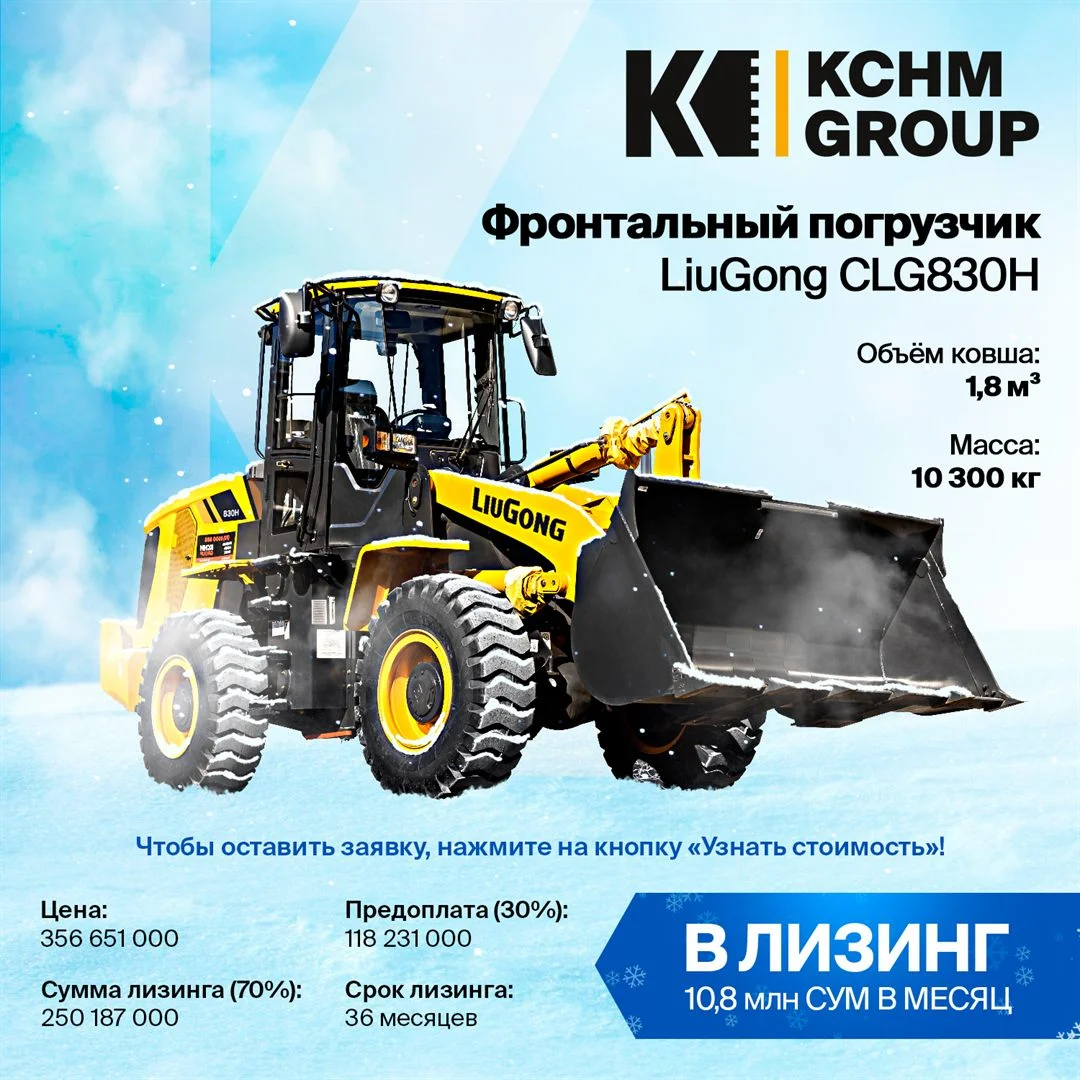 KCHM
GROUP
Фронтальный погрузчик
LiuGong CLG830H
Объём ковша:
1,8 м³
Масса:
10 300 кг
830H
LIUGONG
Чтобы оставить заявку, нажмите на кнопку «Узнать стоимость»!
Цена:
356 651 000
Предоплата (30%):
118 231 000
Сумма лизинга (70%):
250 187 000
Срок лизинга:
36 месяцев
В ЛИЗИНГ
10,8 млн СУМ В МЕСЯЦ